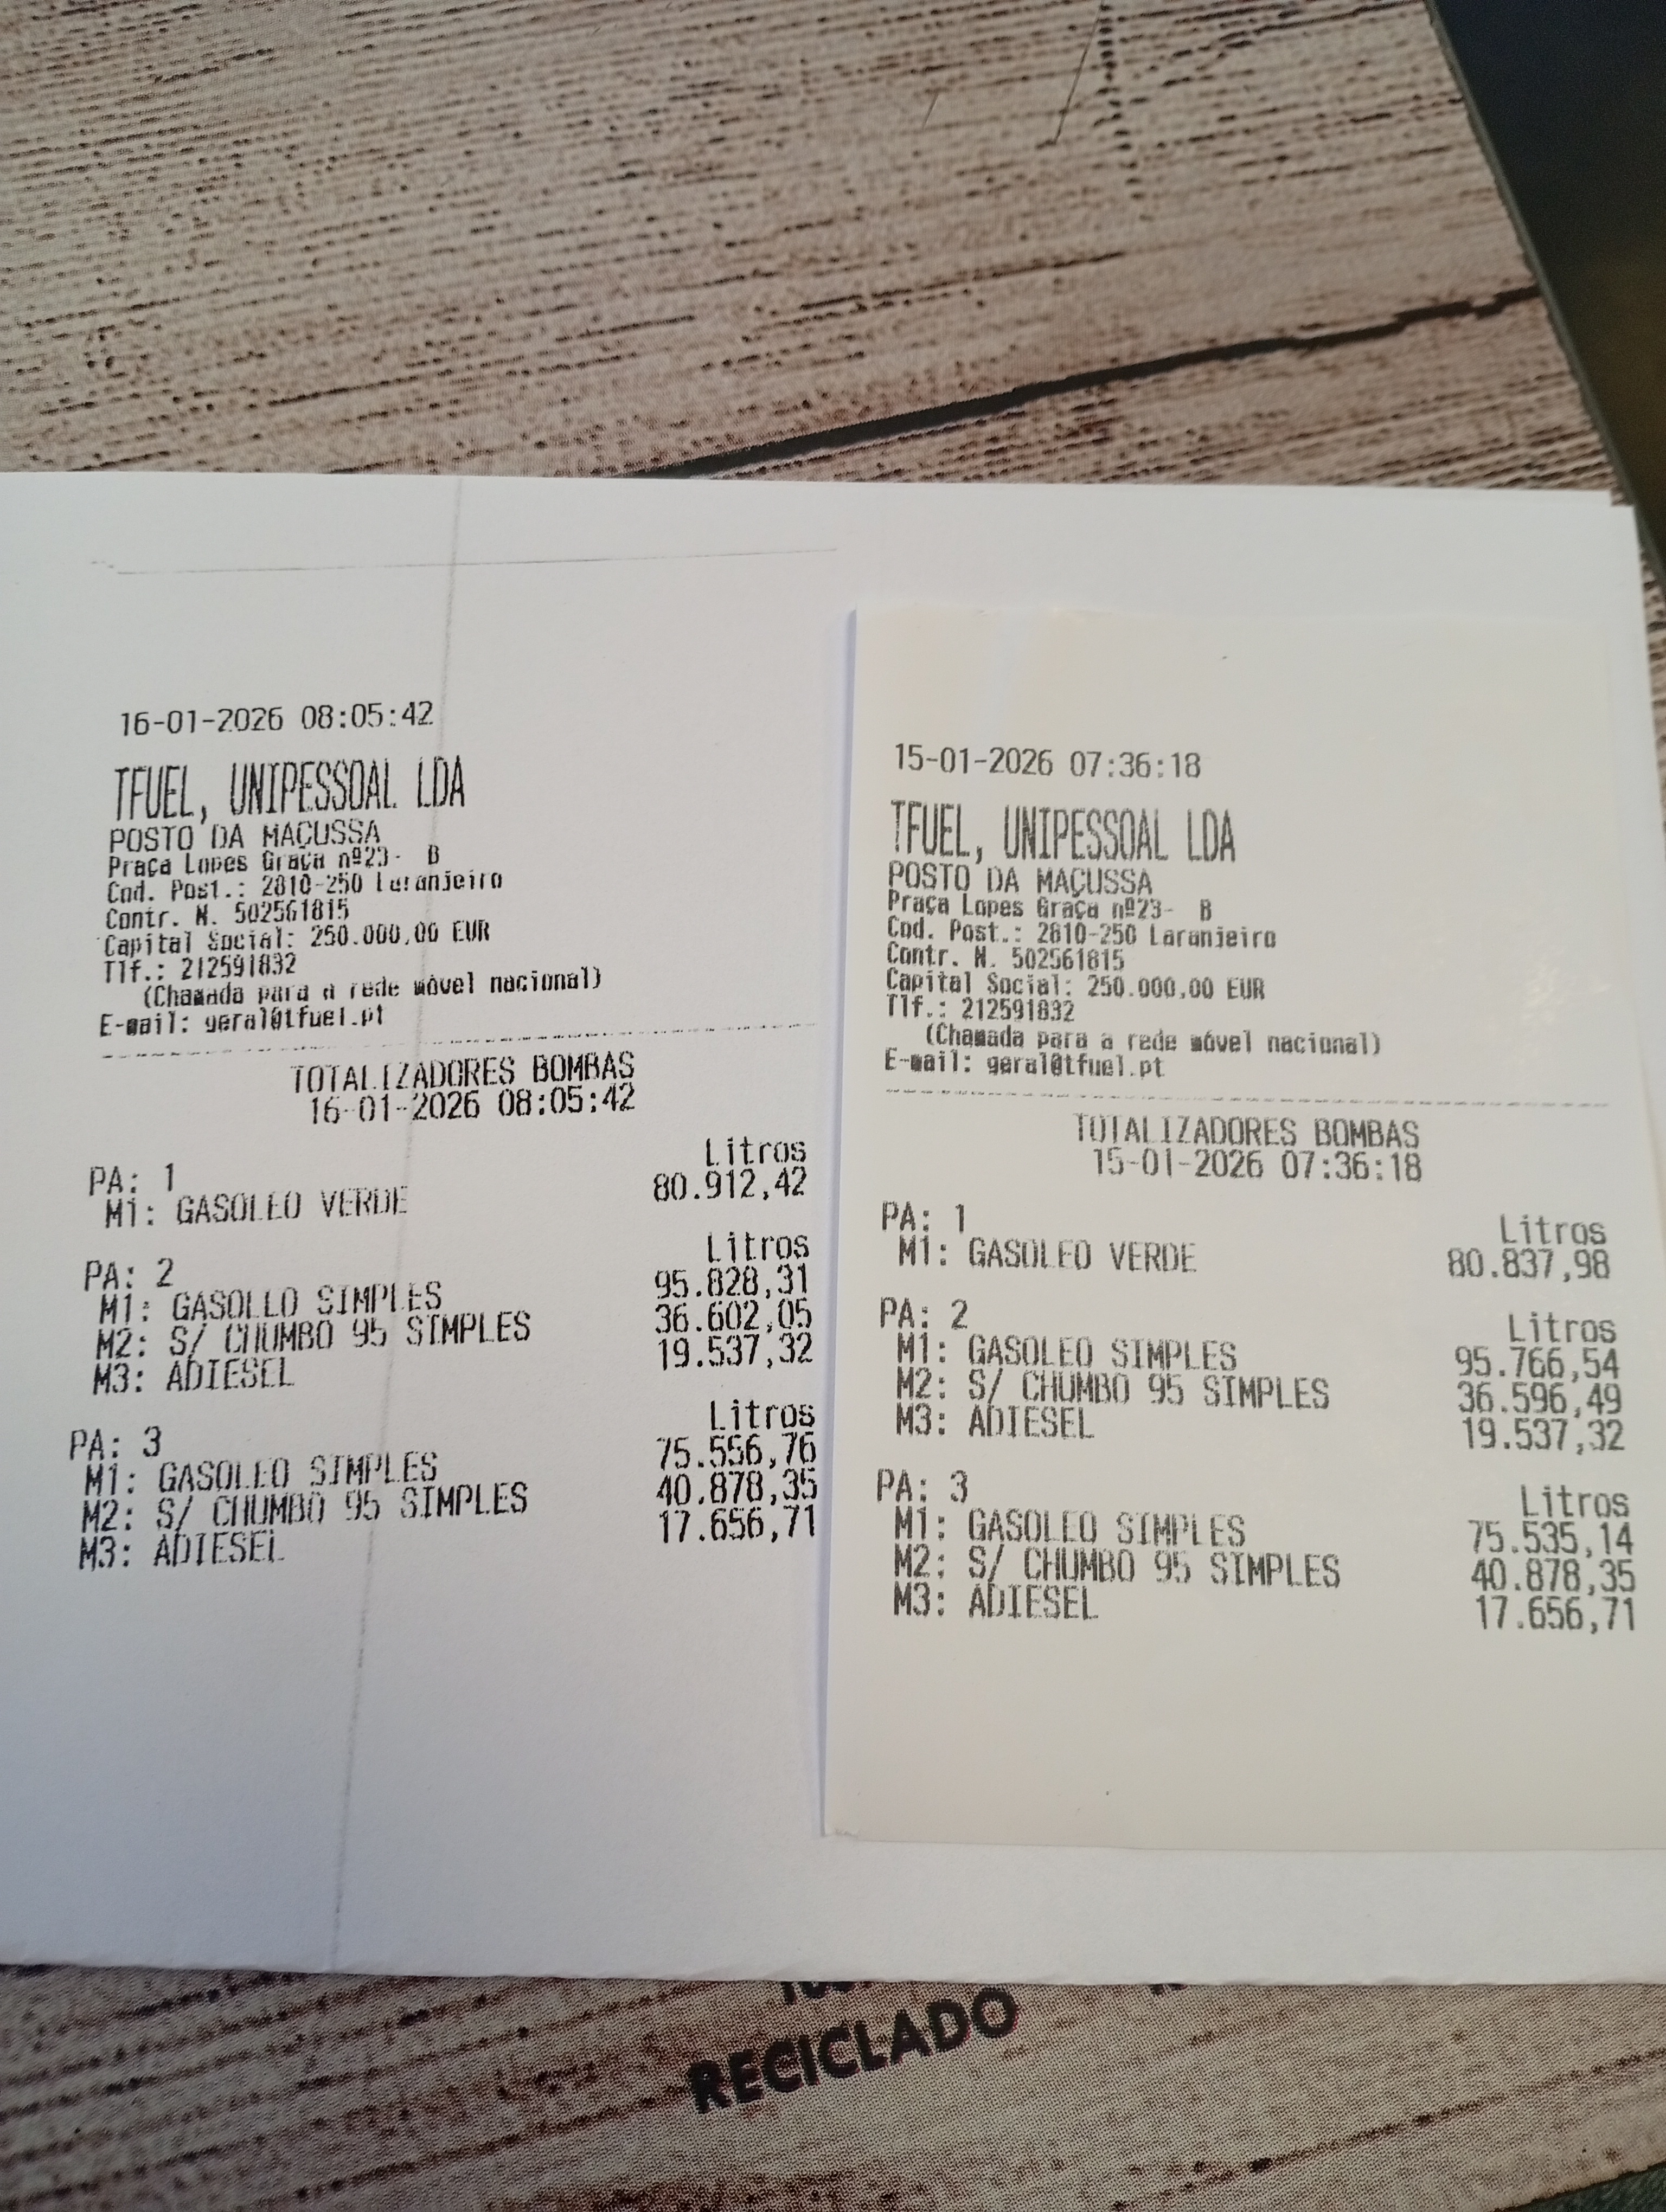 16-01-2026 08:05:42
TFUEL, UNIPESSOAL LDA
POSTO DA MAÇUSSA
Praça Lopes Graça nº23- B
Cod. Post.: 2810-250 Laranjeiro
Contr. N. 502561815
Capital Social: 250.000,00 EUR
Tlf.: 212591832
(Chamada para a rede móvel nacional)
E-mail: geral@tfuel.pt
TOTALIZADORES BOMBAS
16-01-2026 08:05:42
PA: 1 Litros
M1: GASOLEO VERDE 80.912,42
PA: 2 Litros
M1: GASOLEO SIMPLES 95.828,31
M2: S/ CHUMBO 95 SIMPLES 36.602,05
M3: ADIESEL 19.537,32
PA: 3 Litros
M1: GASOLEO SIMPLES 75.556,76
M2: S/ CHUMBO 95 SIMPLES 40.878,35
M3: ADIESEL 17.656,71
15-01-2026 07:36:18
TFUEL, UNIPESSOAL LDA
POSTO DA MAÇUSSA
Praça Lopes Graça nº23- B
Cod. Post.: 2810-250 Laranjeiro
Contr. N. 502561815
Capital Social: 250.000,00 EUR
Tlf.: 212591832
(Chamada para a rede móvel nacional)
E-mail: geral@tfuel.pt
TOTALIZADORES BOMBAS
15-01-2026 07:36:18
PA: 1 Litros
M1: GASOLEO VERDE 80.837,98
PA: 2 Litros
M1: GASOLEO SIMPLES 95.766,54
M2: S/ CHUMBO 95 SIMPLES 36.596,49
M3: ADIESEL 19.537,32
PA: 3 Litros
M1: GASOLEO SIMPLES 75.535,14
M2: S/ CHUMBO 95 SIMPLES 40.878,35
M3: ADIESEL 17.656,71
RECICLADO